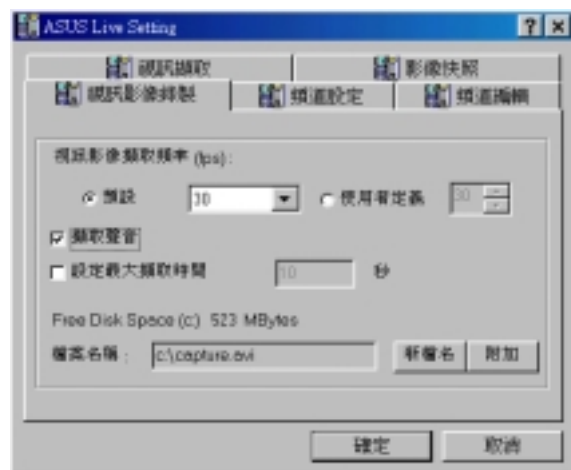 ASUS Live Setting
視訊擷取
影像快照
視訊影像錄製
頻道設定
頻道編輯
視訊影像擷取頻率 (fps):
預設
30
使用者定義
30
擷取聲音
設定最大擷取時間
10
秒
Free Disk Space (c:) 523 MBytes
檔案名稱 :
c:\capture.avi
新檔名
附加
確定
取消